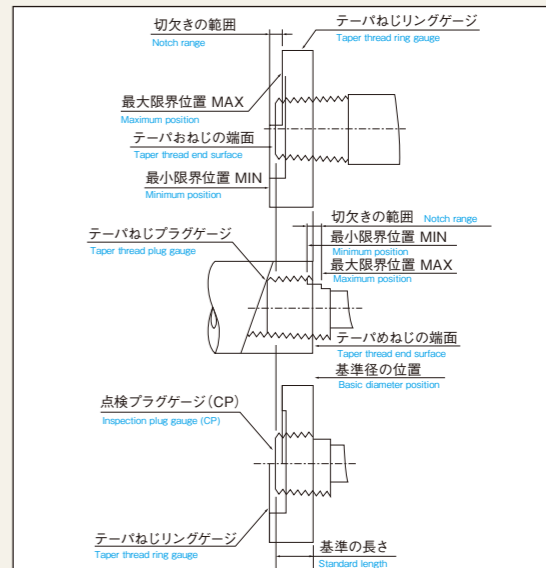 切欠きの範囲
Notch range
テーパねじリングゲージ
Taper thread ring gauge
最大限界位置 MAX
Maximum position
テーパおねじの端面
Taper thread end surface
最小限界位置 MIN
Minimum position
切欠きの範囲 Notch range
テーパねじプラグゲージ
Taper thread plug gauge
最小限界位置 MIN
Minimum position
最大限界位置 MAX
Maximum position
テーパめねじの端面
Taper thread end surface
基準径の位置
Basic diameter position
点検プラグゲージ(CP)
Inspection plug gauge (CP)
テーパねじリングゲージ
Taper thread ring gauge
基準の長さ
Standard length